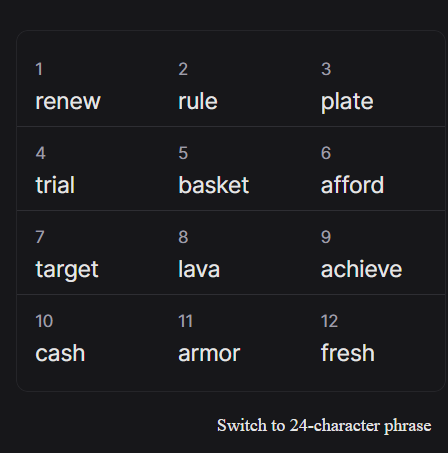 1 2 3
renew rule plate
4 5 6
trial basket afford
7 8 9
target lava achieve
10 11 12
cash armor fresh
Switch to 24-character phrase